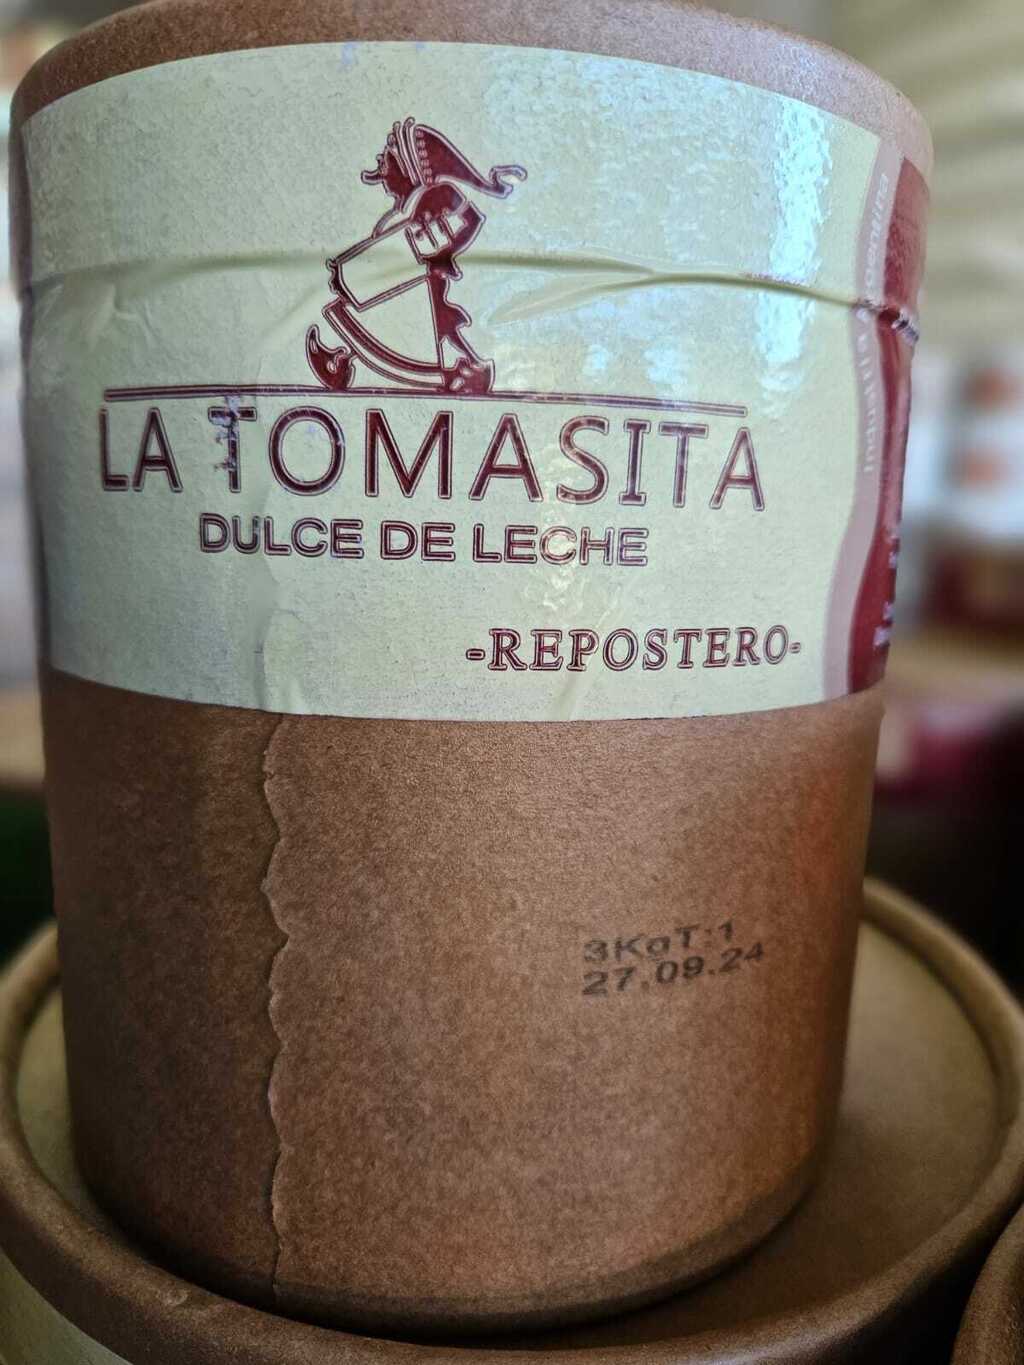 LA TOMASITA
DULCE DE LECHE
-REPOSTERO-
3KgT:1
27.09.24